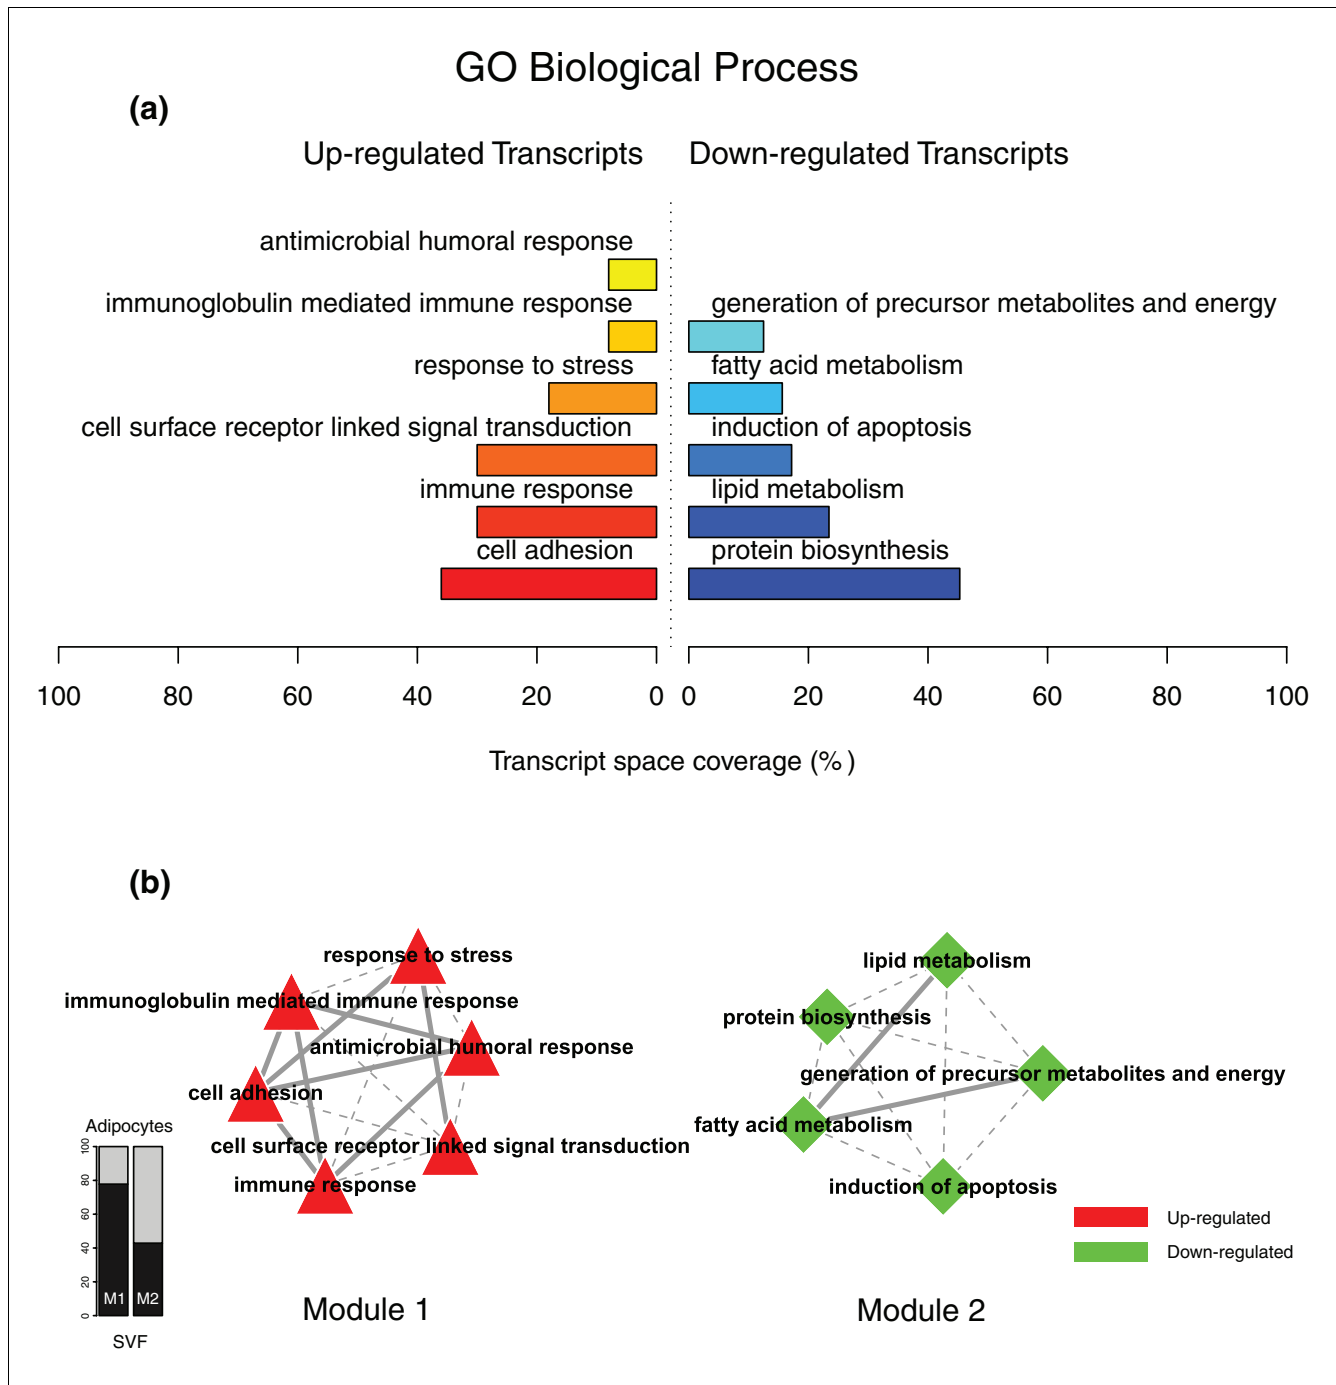 GO Biological Process
(a)
Up-regulated Transcripts
Down-regulated Transcripts
antimicrobial humoral response
immunoglobulin mediated immune response
response to stress
cell surface receptor linked signal transduction
immune response
cell adhesion
generation of precursor metabolites and energy
fatty acid metabolism
induction of apoptosis
lipid metabolism
protein biosynthesis
100 80 60 40 20 0
0 20 40 60 80 100
Transcript space coverage (%)
(b)
response to stress
immunoglobulin mediated immune response
antimicrobial humoral response
cell adhesion
cell surface receptor linked signal transduction
immune response
lipid metabolism
protein biosynthesis
generation of precursor metabolites and energy
fatty acid metabolism
induction of apoptosis
Adipocytes
100
80
60
40
20
0
M1 M2
SVF
Up-regulated
Down-regulated
Module 1
Module 2